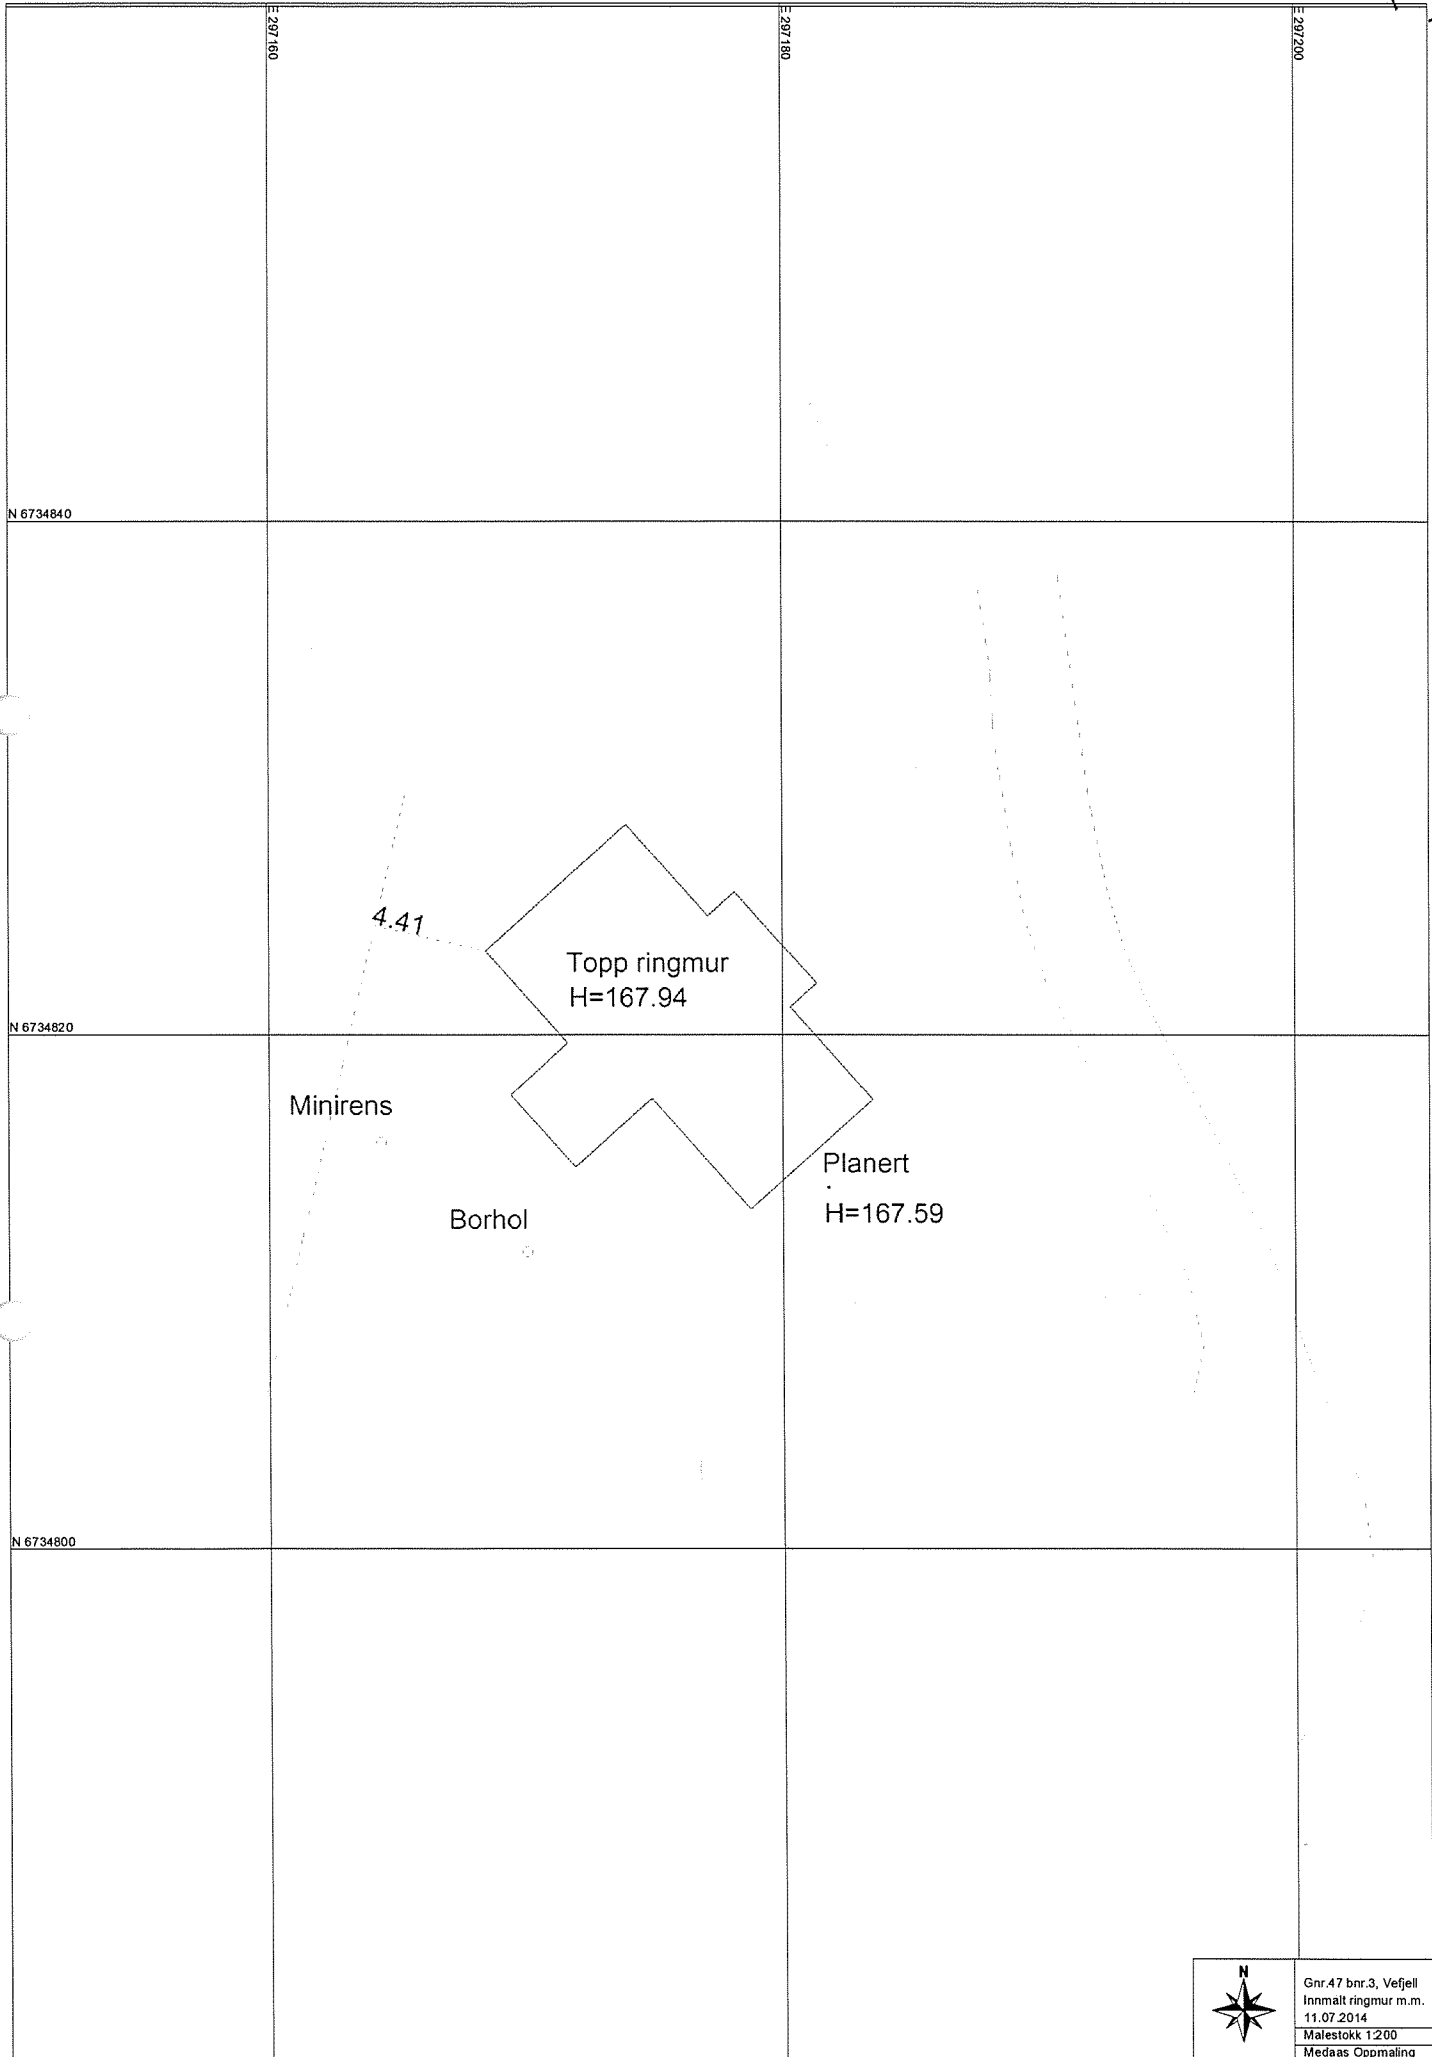 E 297160
E 297180
E 297200
N 6734840
4.41
Topp ringmur
H=167.94
N 6734820
Minirens
Planert
H=167.59
Borhol
N 6734800
N
Gnr.47 bnr.3, Vefjell
Innmalt ringmur m.m.
11.07.2014
Malestokk 1:200
Medaas Oppmaling